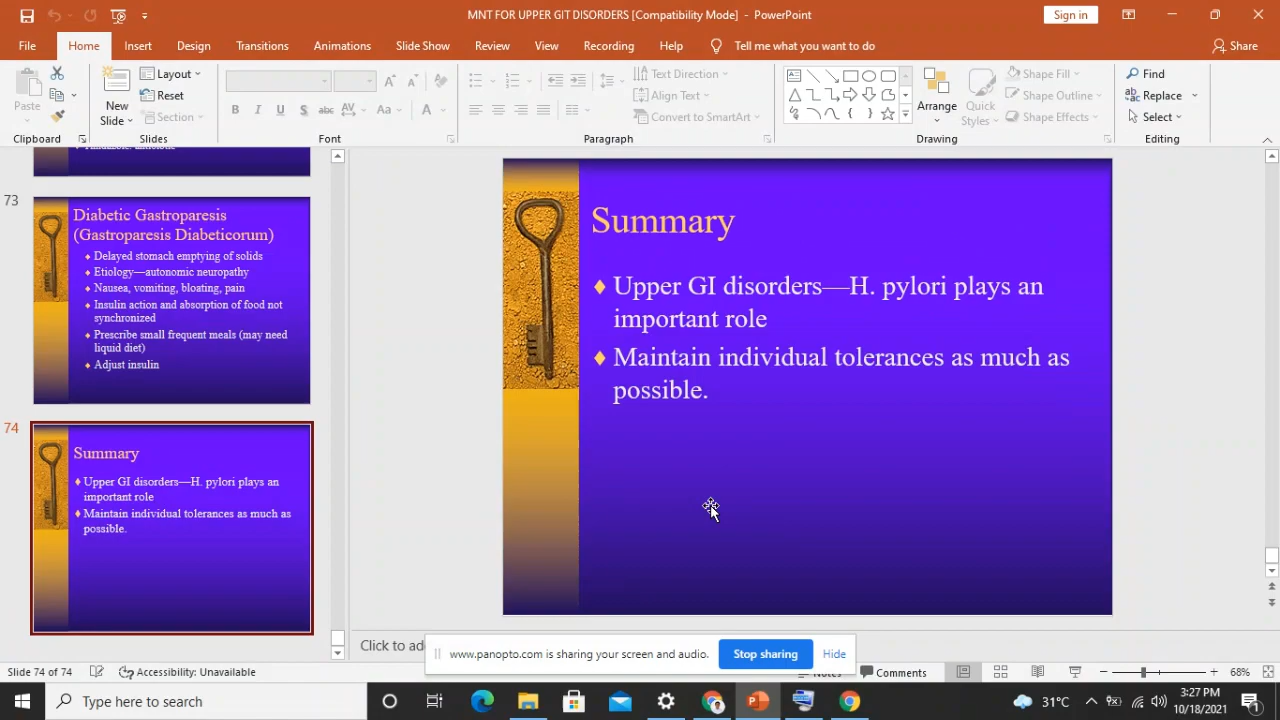 MNT FOR UPPER GIT DISORDERS [Compatibility Mode] - PowerPoint
Sign in
File Home Insert Design Transitions Animations Slide Show Review View Recording Help Tell me what you want to do Share
Paste
New Slide
Layout
Reset
Section
B I U S abc AV Aa A
Text Direction
Align Text
Convert to SmartArt
Arrange
Quick Styles
Shape Fill
Shape Outline
Shape Effects
Find
Replace
Select
Clipboard Slides Font Paragraph Drawing Editing
73
Diabetic Gastroparesis
(Gastroparesis Diabeticorum)
Delayed stomach emptying of solids
Etiology—autonomic neuropathy
Nausea, vomiting, bloating, pain
Insulin action and absorption of food not
synchronized
Prescribe small frequent meals (may need
liquid diet)
Adjust insulin
74
Summary
Upper GI disorders—H. pylori plays an
important role
Maintain individual tolerances as much as
possible.
Summary
Upper GI disorders—H. pylori plays an
important role
Maintain individual tolerances as much as
possible.
Click to ad
www.panopto.com is sharing your screen and audio. Stop sharing Hide
Slide 74 of 74 Accessibility: Unavailable Notes Comments 68%
Type here to search 31°C 3:27 PM
10/18/2021